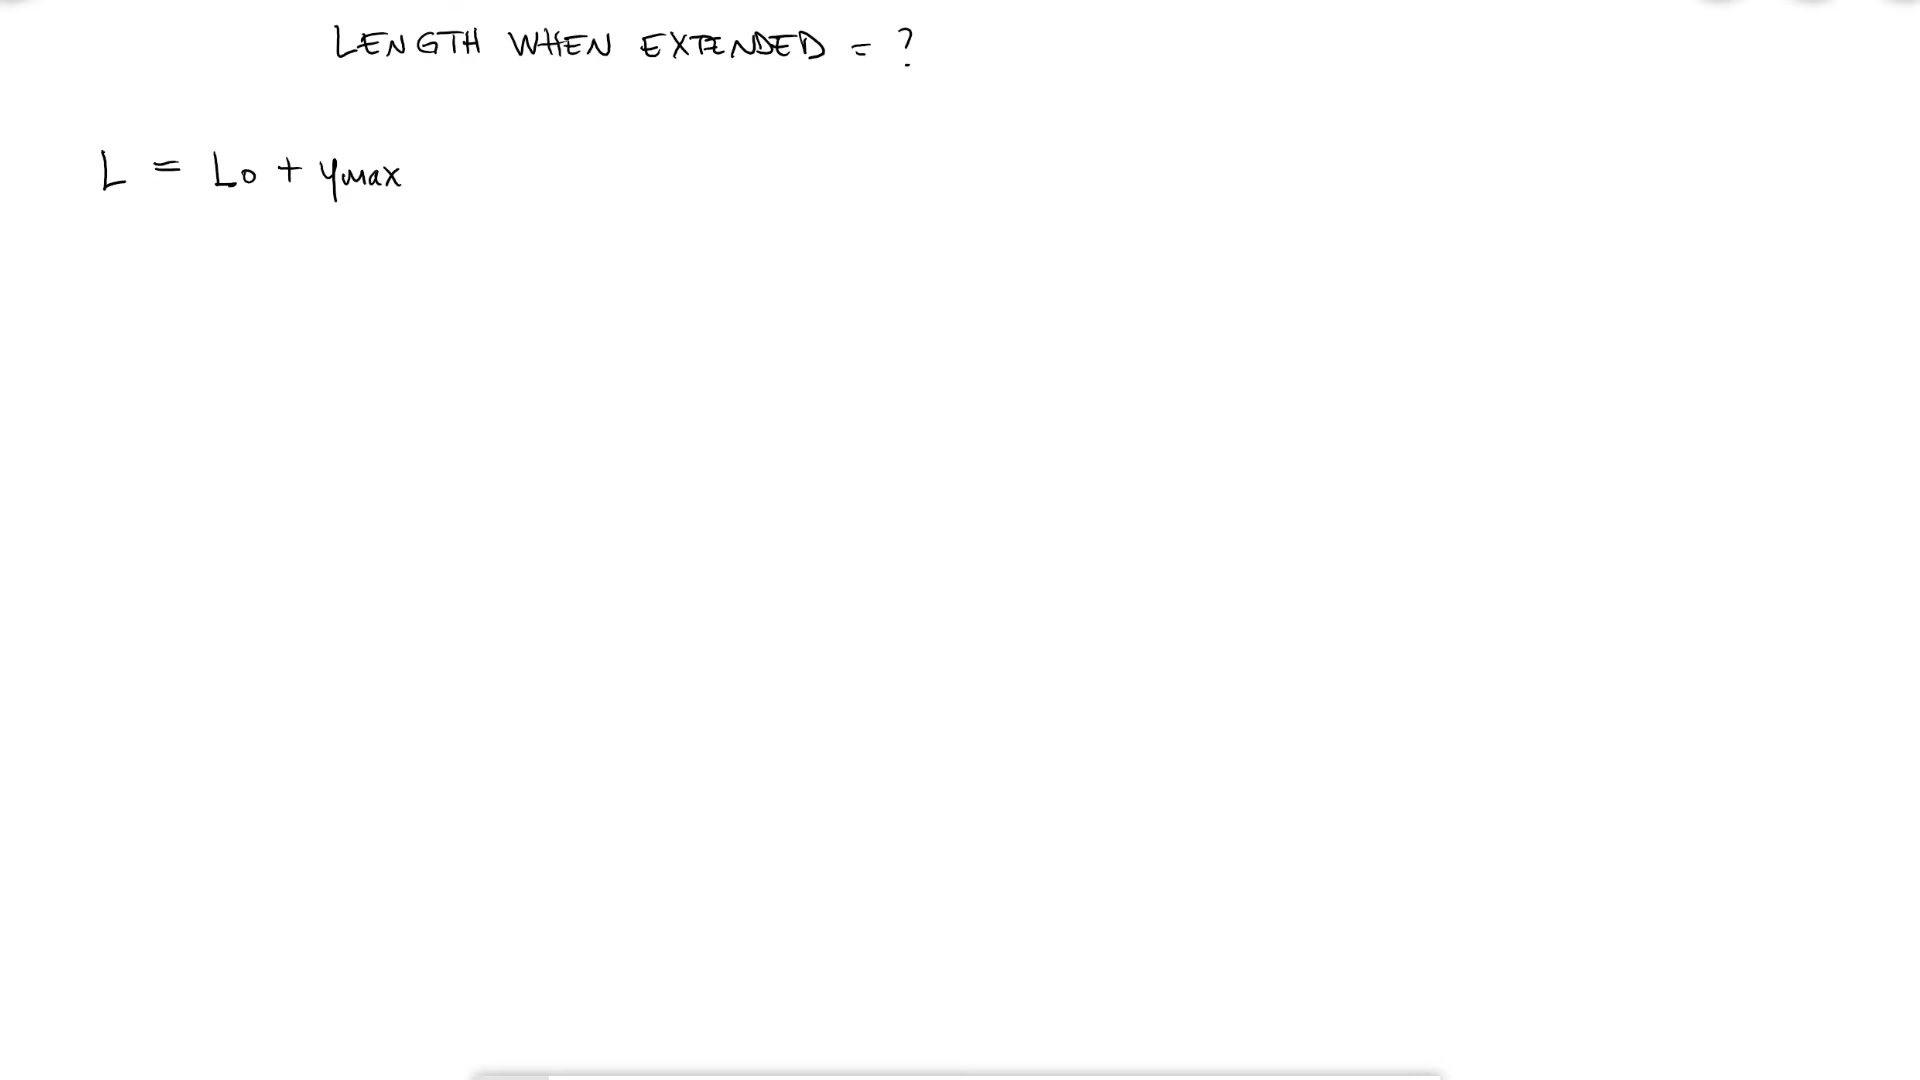 LENGTH WHEN EXTENDED = ?
L = Lo + ymax